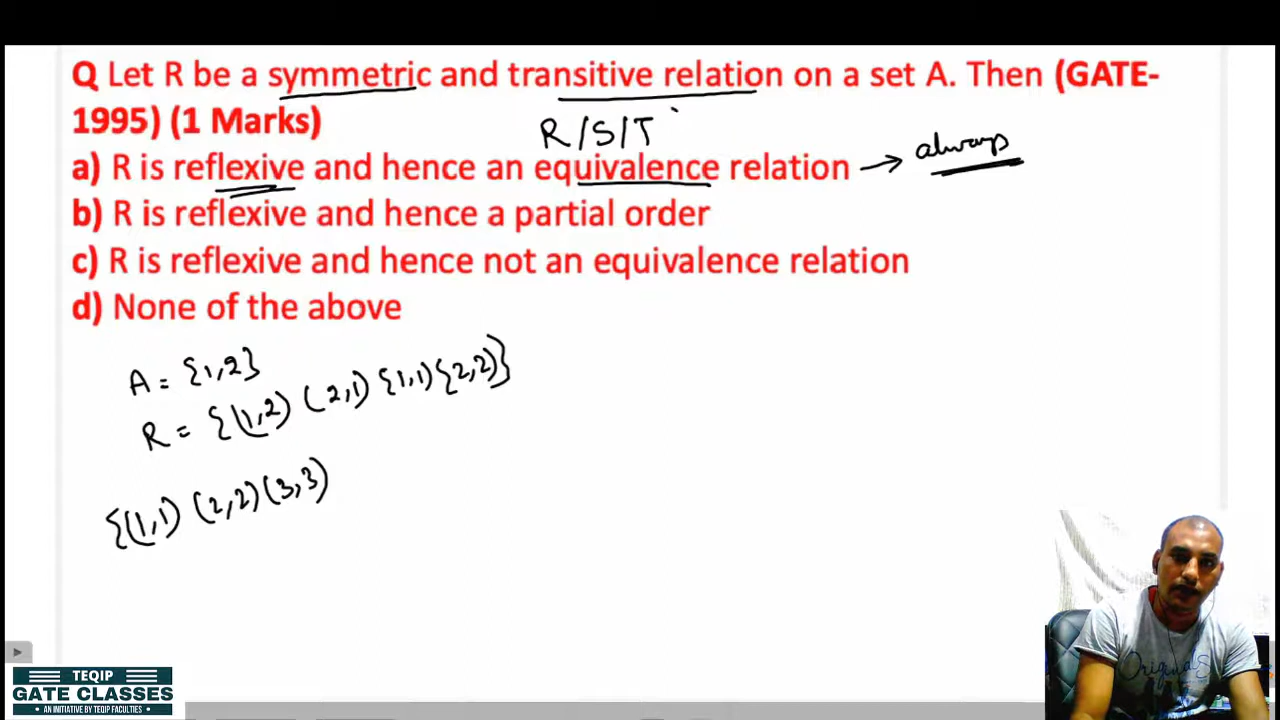 Q Let R be a symmetric and transitive relation on a set A. Then (GATE-
1995) (1 Marks)
R/S/T
always
a) R is reflexive and hence an equivalence relation →
b) R is reflexive and hence a partial order
c) R is reflexive and hence not an equivalence relation
d) None of the above
A = {1,2}
R = {(1,2) (2,1) {1,1) {2,2)}
{(1,1) (2,2) (3,3)
Originals
TEQIP
GATE CLASSES
AN INITIATIVE BY TEQIP FACULTIES